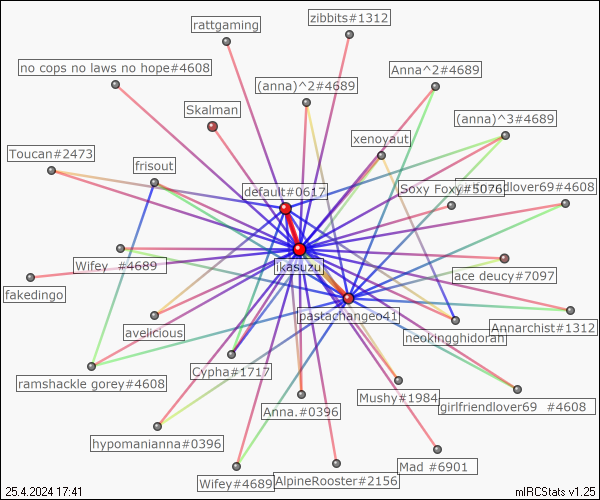 zibbits#1312
rattgaming
no cops no laws no hope#4608
Anna^2#4689
(anna)^2#4689
Skalman
(anna)^3#4689
xenoyaut
Toucan#2473
frisout
default#0617
Soxy Foxy#5076
dlover69#4608
Wifey #4689
ikasuzu
ace deucy#7097
fakedingo
pastachangeo41
avelicious
Annarchist#1312
neokingghidorah
Cypha#1717
ramshackle gorey#4608
Mushy#1984
Anna.#0396
girlfriendlover69 #4608
hypomanianna#0396
Mad #6901
Wifey#4689
AlpineRooster#2156
25.4.2024 17:41
mIRCStats v1.25